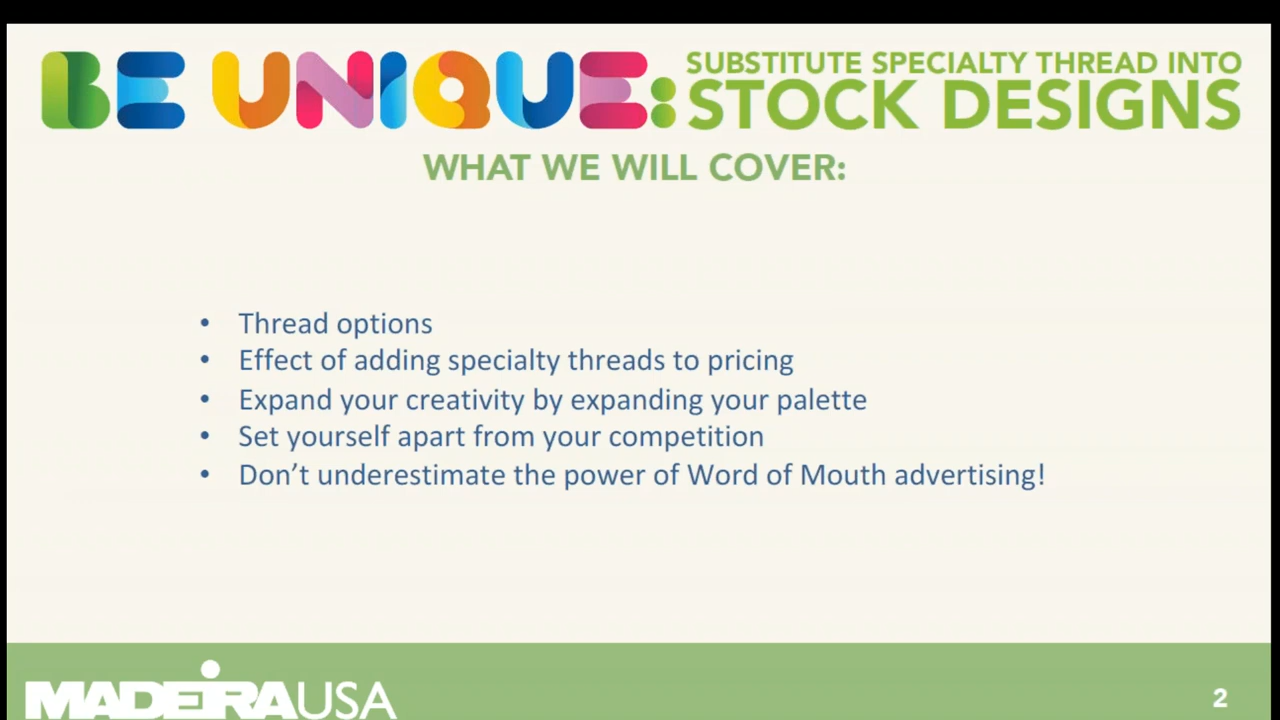 BE UNIQUE: SUBSTITUTE SPECIALTY THREAD INTO
STOCK DESIGNS
WHAT WE WILL COVER:
• Thread options
• Effect of adding specialty threads to pricing
• Expand your creativity by expanding your palette
• Set yourself apart from your competition
• Don’t underestimate the power of Word of Mouth advertising!
MADEIRA USA
2